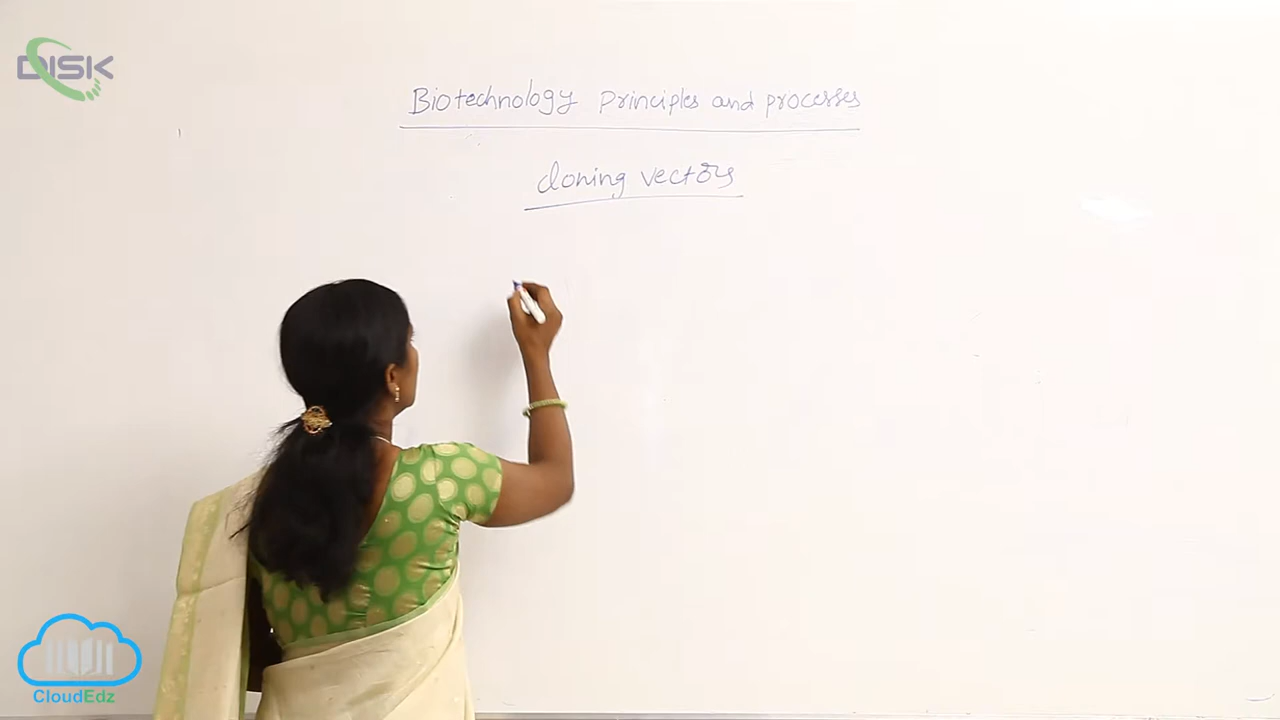 DISK
Biotechnology principles and processes
cloning vectors
CloudEdz